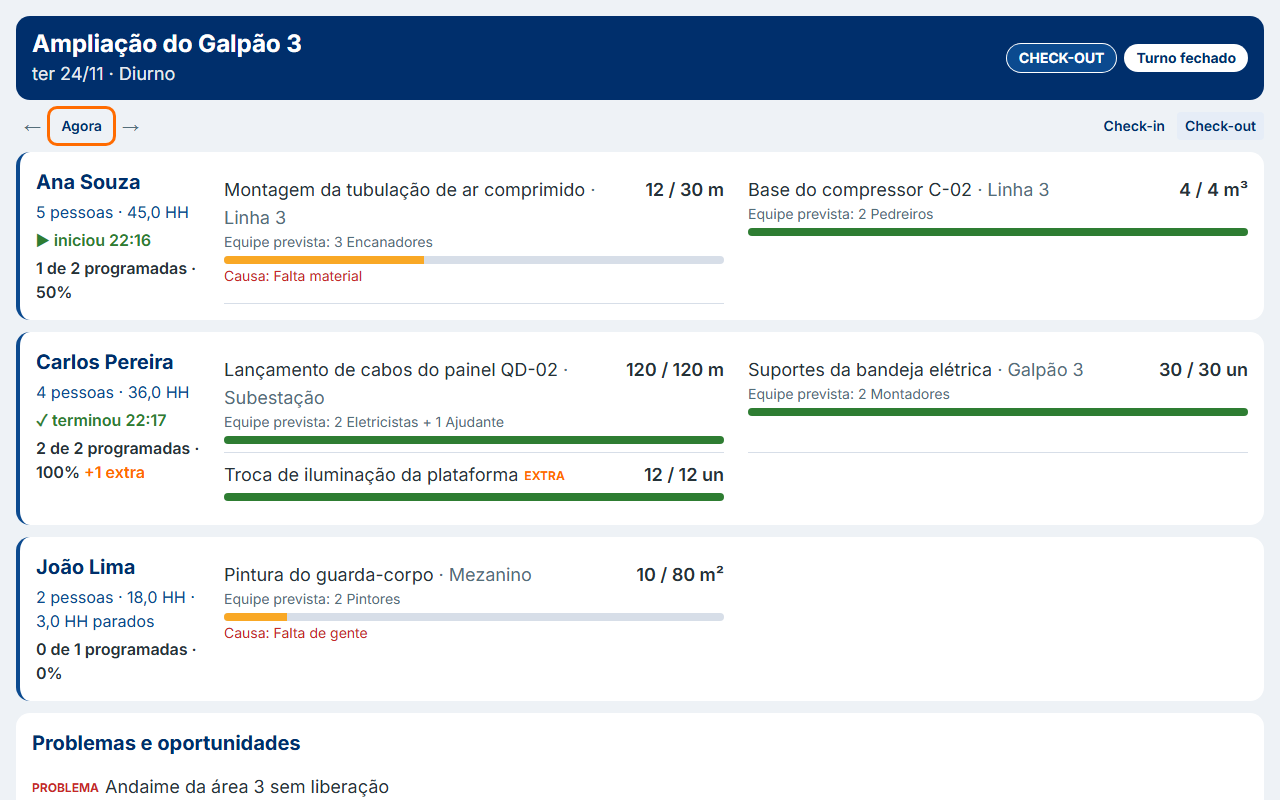 Ampliação do Galpão 3
ter 24/11 · Diurno
CHECK-OUT
Turno fechado
← Agora →
Check-in
Check-out
Ana Souza
5 pessoas · 45,0 HH
▶ iniciou 22:16
1 de 2 programadas ·
50%
Montagem da tubulação de ar comprimido ·
Linha 3
12 / 30 m
Equipe prevista: 3 Encanadores
Causa: Falta material
Base do compressor C-02 · Linha 3
4 / 4 m³
Equipe prevista: 2 Pedreiros
Carlos Pereira
4 pessoas · 36,0 HH
✓ terminou 22:17
2 de 2 programadas ·
100% +1 extra
Lançamento de cabos do painel QD-02 ·
Subestação
120 / 120 m
Equipe prevista: 2 Eletricistas + 1 Ajudante
Suportes da bandeja elétrica · Galpão 3
30 / 30 un
Equipe prevista: 2 Montadores
Troca de iluminação da plataforma EXTRA
12 / 12 un
João Lima
2 pessoas · 18,0 HH ·
3,0 HH parados
0 de 1 programadas ·
0%
Pintura do guarda-corpo · Mezanino
10 / 80 m²
Equipe prevista: 2 Pintores
Causa: Falta de gente
Problemas e oportunidades
PROBLEMA Andaime da área 3 sem liberação